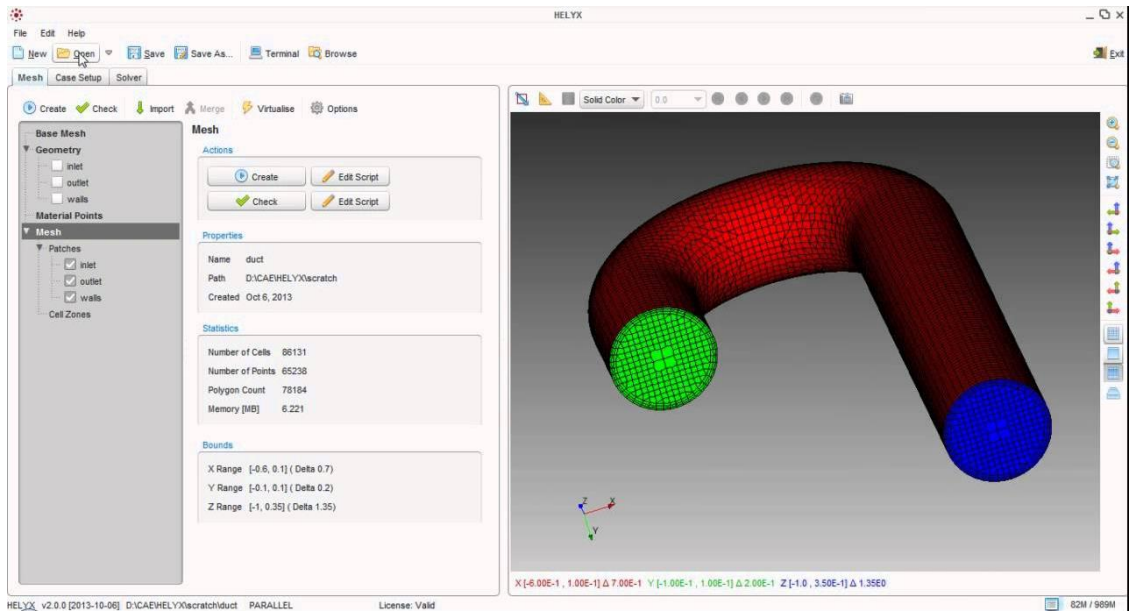 HELYX
File Edit Help
New Open Save Save As... Terminal Browse Exit
Mesh Case Setup Solver
Create Check Import Merge Virtualise Options
Solid Color 0.0
Base Mesh
Geometry
inlet
outlet
walls
Material Points
Mesh
Patches
inlet
outlet
walls
Cell Zones
Mesh
Actions
Create Edit Script
Check Edit Script
Properties
Name duct
Path D:\CAE\HELYX\scratch
Created Oct 6, 2013
Statistics
Number of Cells 86131
Number of Points 65238
Polygon Count 78184
Memory [MB] 6.221
Bounds
X Range [-0.6, 0.1] ( Delta 0.7)
Y Range [-0.1, 0.1] ( Delta 0.2)
Z Range [-1, 0.35] ( Delta 1.35)
Z X
Y
X [-6.00E-1 , 1.00E-1] Δ 7.00E-1 Y [-1.00E-1 , 1.00E-1] Δ 2.00E-1 Z [-1.0 , 3.50E-1] Δ 1.35E0
HELYX v2.0.0 [2013-10-06] D:\CAE\HELYX\scratch\duct PARALLEL License: Valid 82M / 989M